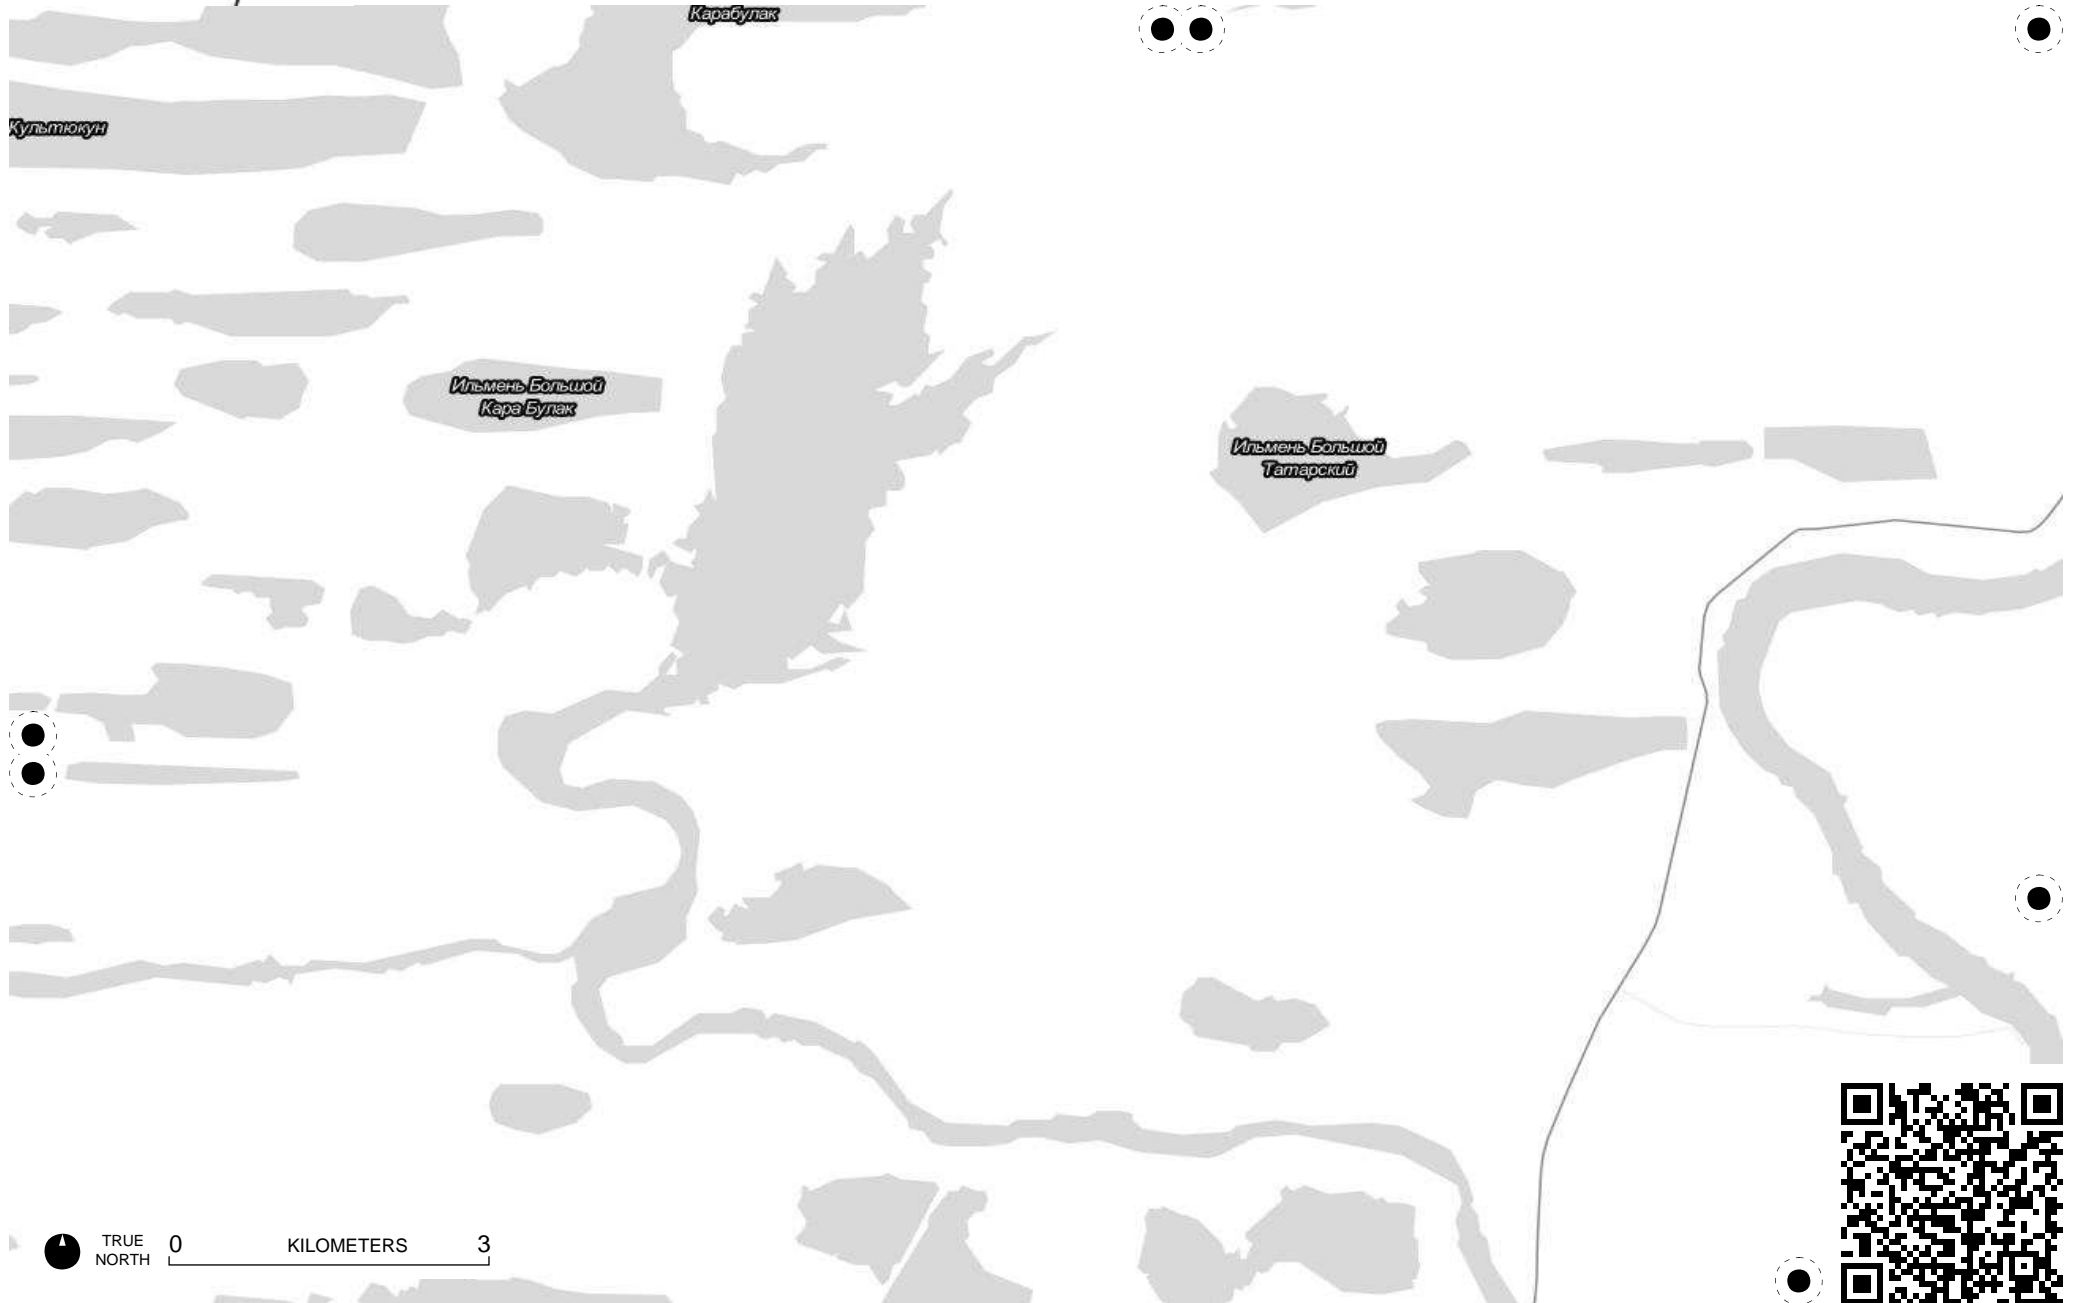 Карабулак
Культюкун
Ильмень Большой
Кара Булак
Ильмень Большой
Татарский
TRUE
NORTH
0
KILOMETERS
3